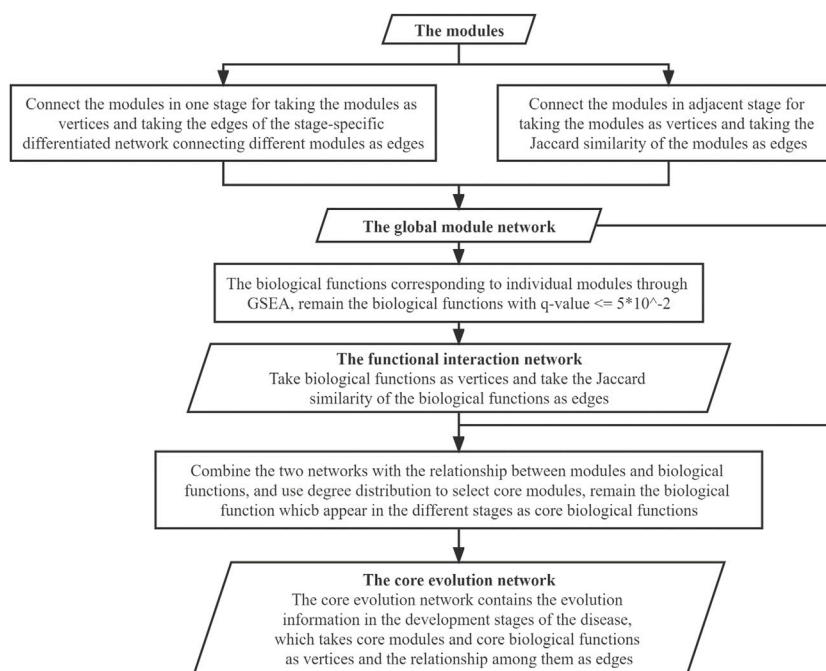 The modules
Connect the modules in one stage for taking the modules as
vertices and taking the edges of the stage-specific
differentiated network connecting different modules as edges
Connect the modules in adjacent stage for
taking the modules as vertices and taking the
Jaccard similarity of the modules as edges
The global module network
The biological functions corresponding to individual modules through
GSEA, remain the biological functions with q-value <= 5*10^-2
The functional interaction network
Take biological functions as vertices and take the Jaccard
similarity of the biological functions as edges
Combine the two networks with the relationship between modules and biological
functions, and use degree distribution to select core modules, remain the biological
function whicb appear in the different stages as core biological functions
The core evolution network
The core evolution network contains the evolution
information in the development stages of the disease,
which takes core modules and core biological functions
as vertices and the relationship among them as edges